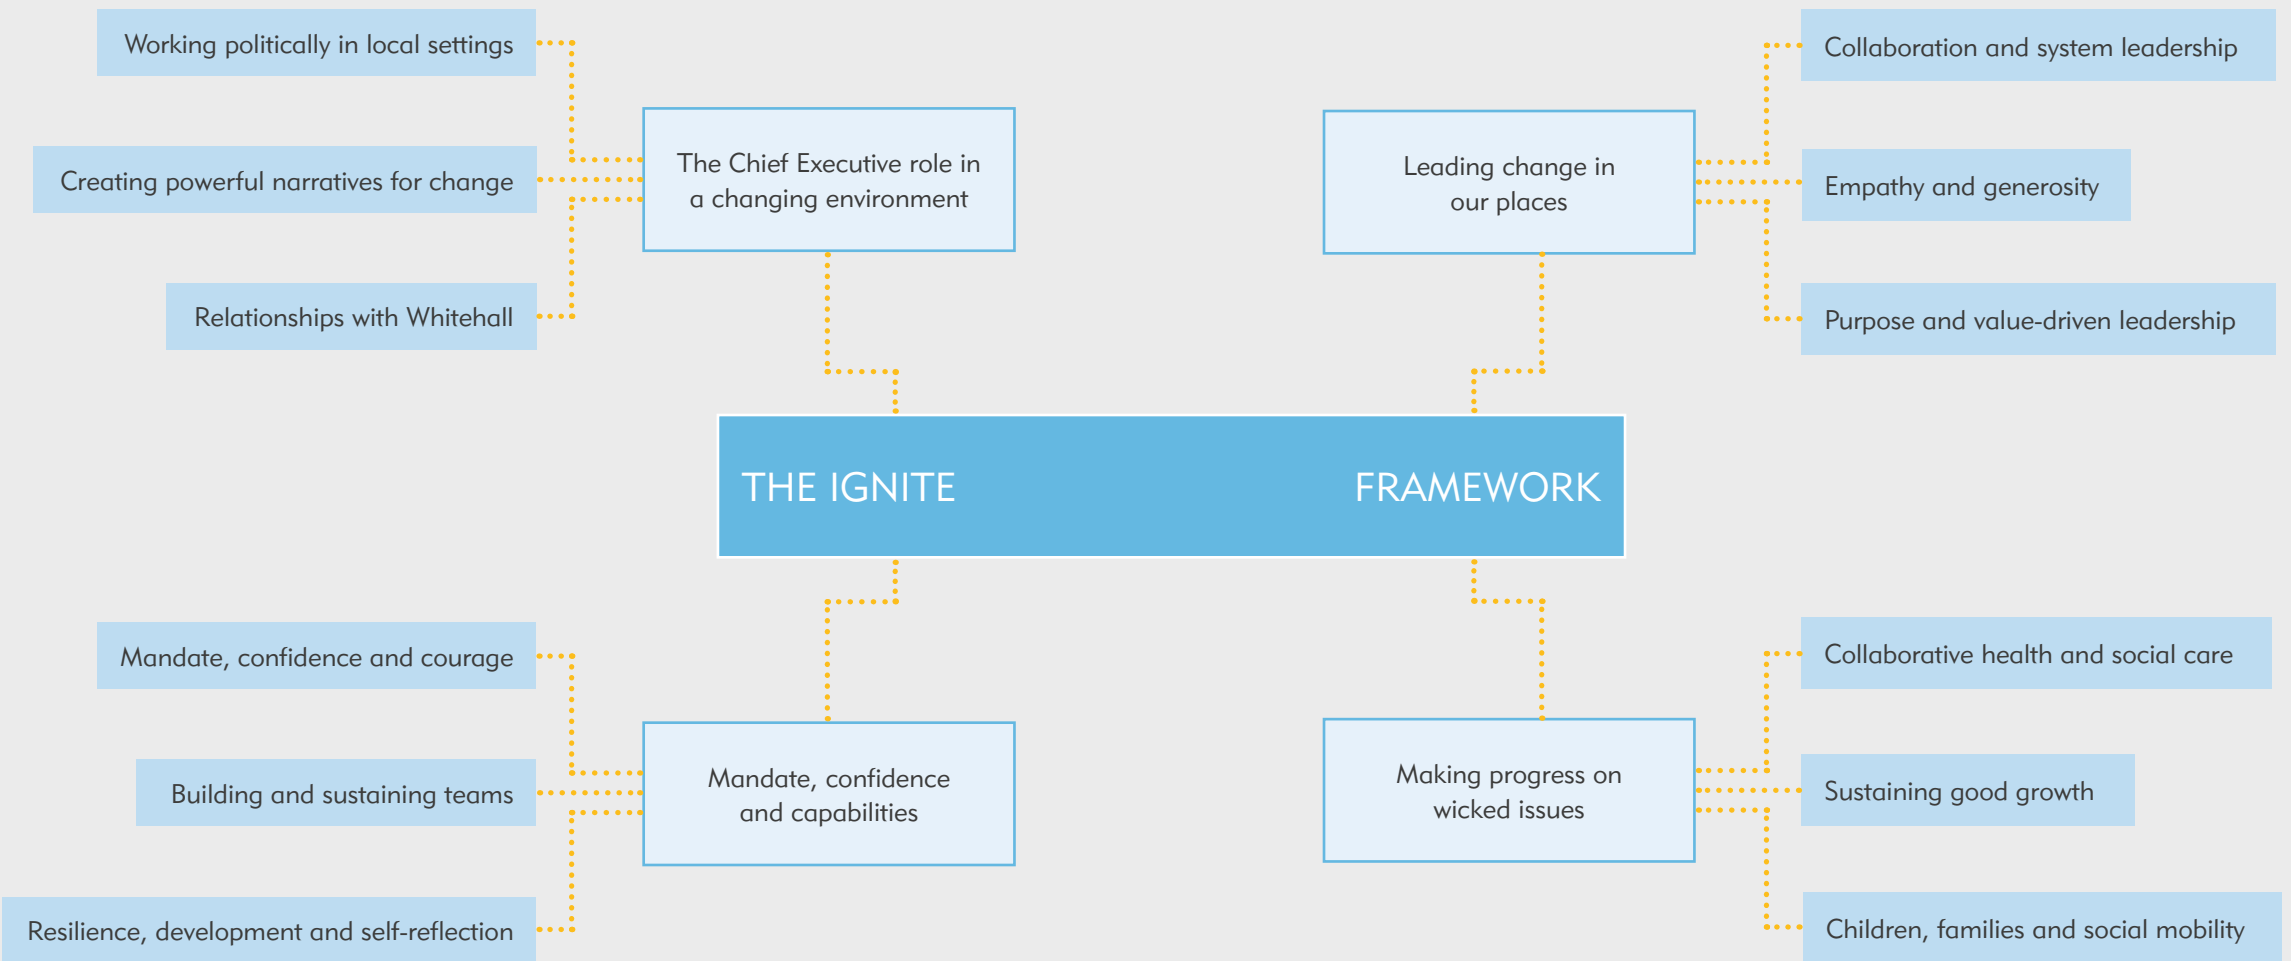 Working politically in local settings
Creating powerful narratives for change
Relationships with Whitehall
The Chief Executive role in
a changing environment
Leading change in
our places
Collaboration and system leadership
Empathy and generosity
Purpose and value-driven leadership
THE IGNITE FRAMEWORK
Mandate, confidence and courage
Building and sustaining teams
Resilience, development and self-reflection
Mandate, confidence
and capabilities
Making progress on
wicked issues
Collaborative health and social care
Sustaining good growth
Children, families and social mobility